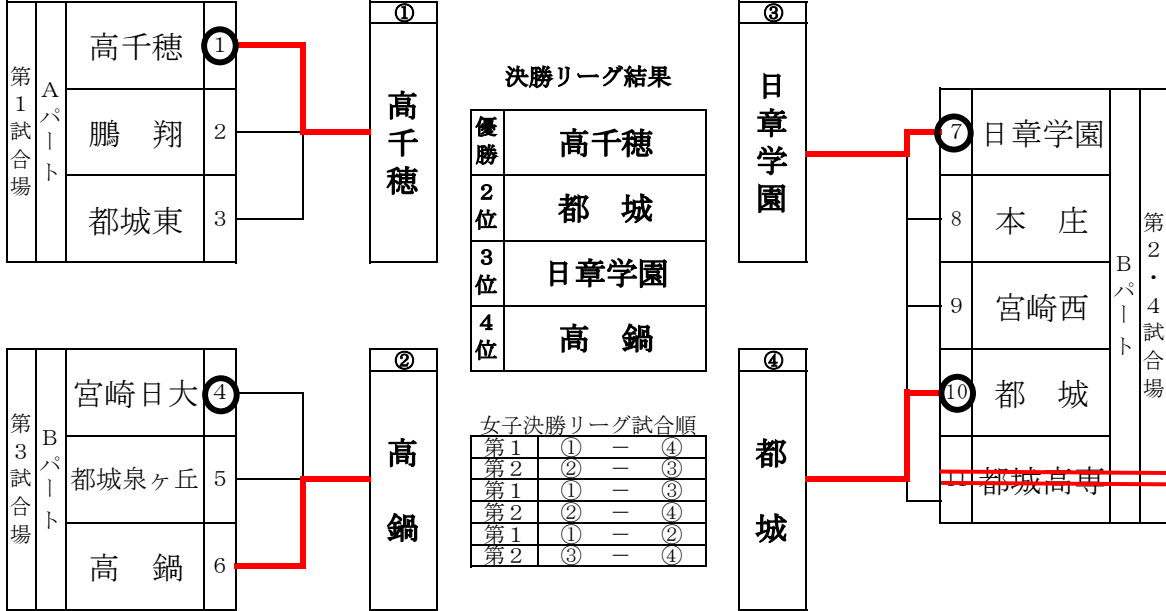 第1試合場
Aパート
高千穂 1
鵬 翔 2
都城東 3
①
高千穂
第3試合場
Bパート
宮崎日大 4
都城泉ヶ丘 5
高 鍋 6
②
高 鍋
決勝リーグ結果
優勝 高千穂
2位 都 城
3位 日章学園
4位 高 鍋
女子決勝リーグ試合順
第1 ① － ④
第2 ② － ③
第1 ① － ③
第2 ② － ④
第1 ① － ②
第2 ③ － ④
③
日章学園
④
都 城
7 日章学園
8 本 庄
9 宮崎西
10 都 城
11 都城高専
Bパート
第2・4試合場